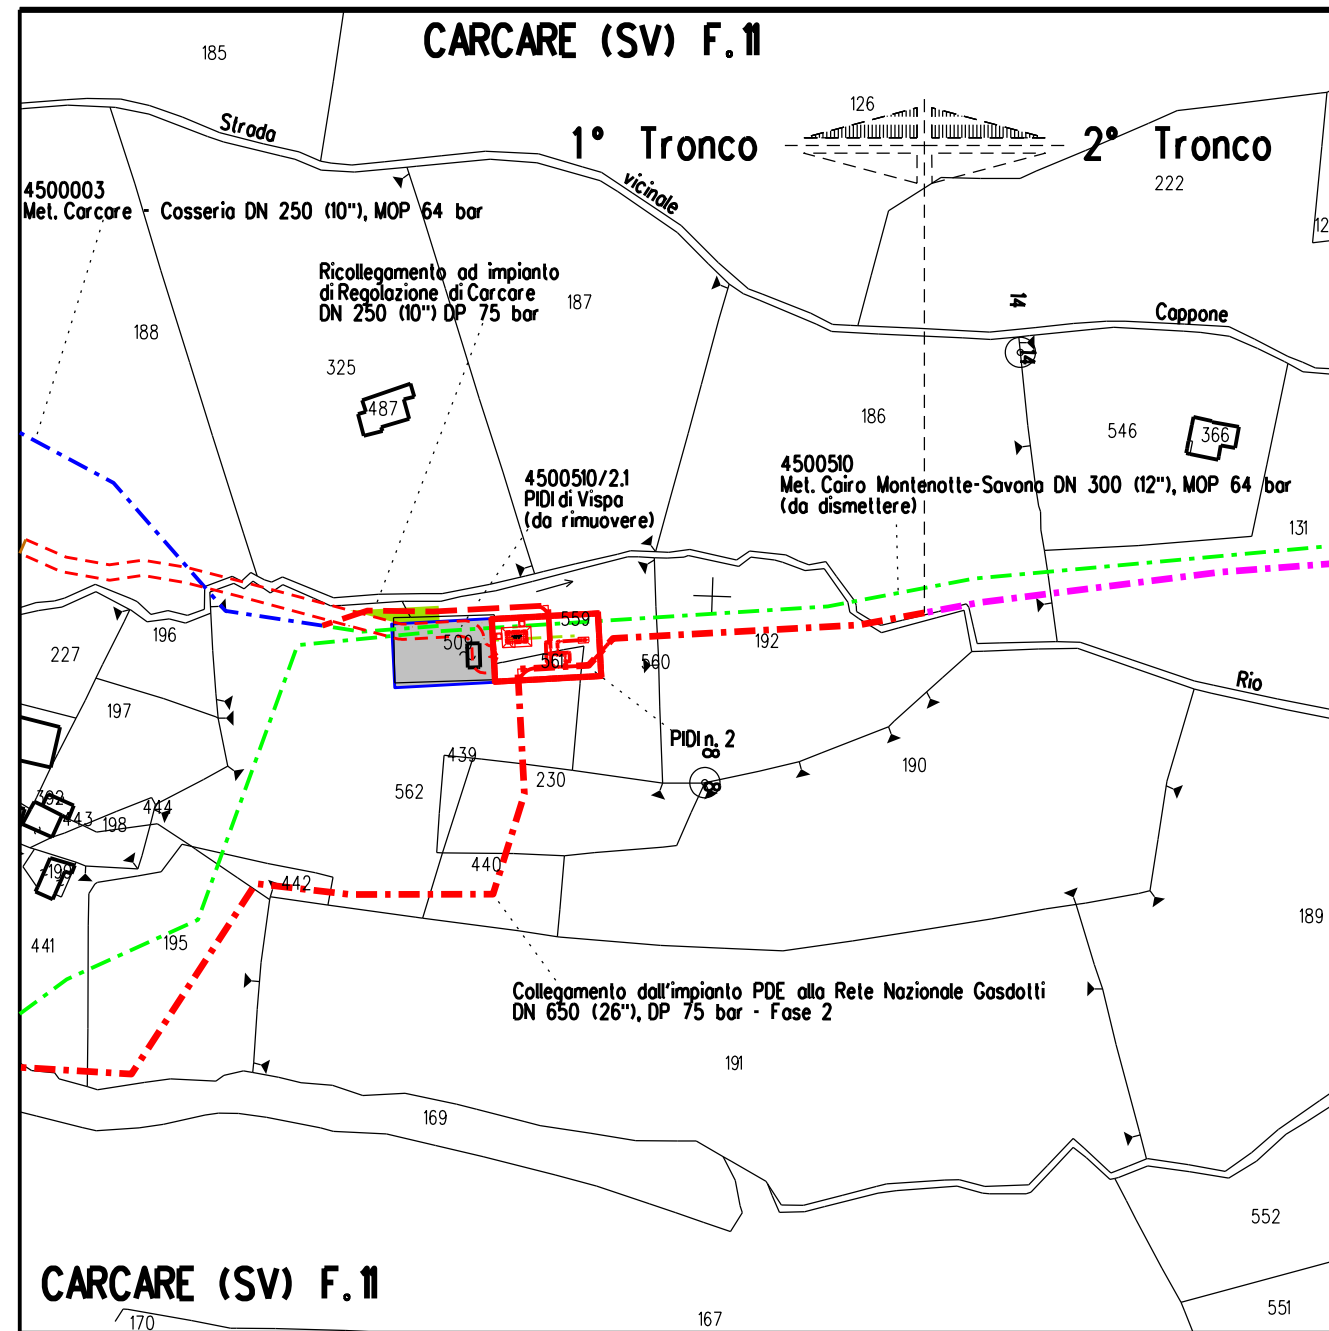 CARCARE (SV) F.11
185
126
Strada
1° Tronco
2° Tronco
222
vicinale
4500003
Met. Carcare - Cosseria DN 250 (10"), MOP 64 bar
12
Ricollegamento ad impianto
di Regolazione di Carcare
DN 250 (10") DP 75 bar
187
14
Cappone
188
14
325
487
186
546
366
4500510
Met. Cairo Montenotte-Savona DN 300 (12"), MOP 64 bar
(da dismettere)
4500510/2.1
PIDI di Vispa
(da rimuovere)
131
559
196
192
227
561
560
Rio
197
PIDI n. 2
8
439
230
190
562
8
444
443
198
440
442
189
195
441
Collegamento dall'impianto PDE alla Rete Nazionale Gasdotti
DN 650 (26"), DP 75 bar - Fase 2
191
169
552
CARCARE (SV) F.11
551
167
170